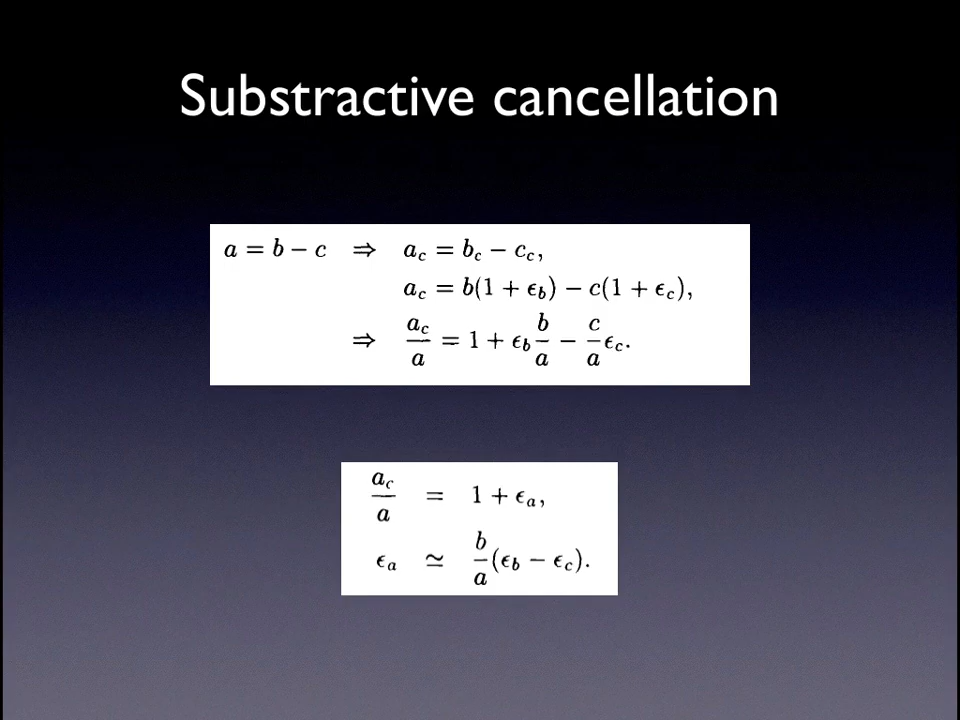 Substractive cancellation
a = b − c ⇒ a_c = b_c − c_c,
a_c = b(1 + ϵ_b) − c(1 + ϵ_c),
⇒ a_c/a = 1 + ϵ_b b/a − c/a ϵ_c.
a_c/a = 1 + ϵ_a,
ϵ_a ≃ b/a (ϵ_b − ϵ_c).